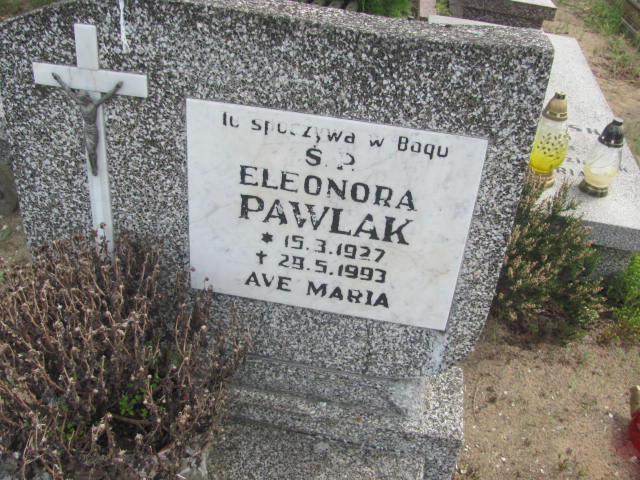 Tu spoczywa w Bogu
Ś. P.
ELEONORA
PAWLAK
* 15.3.1927
† 29.5.1993
AVE MARIA